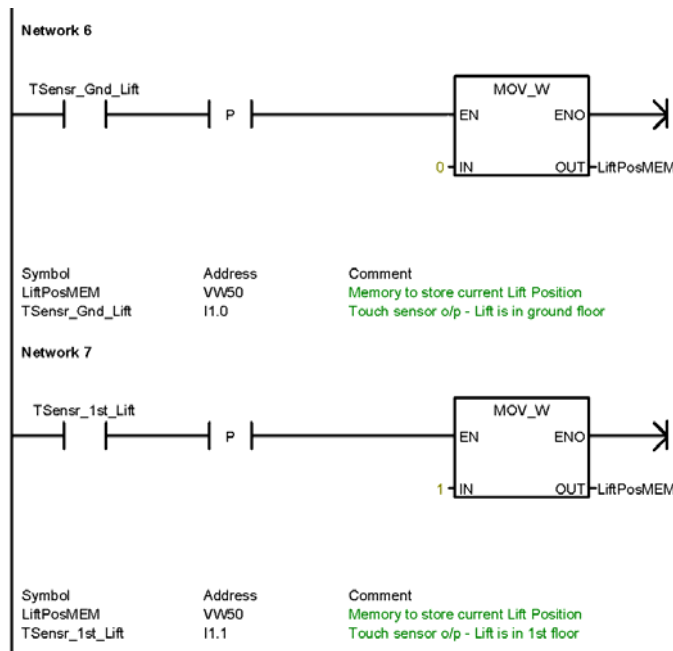 Network 6
TSensr_Gnd_Lift
P
MOV_W
EN ENO
0 IN OUT LiftPosMEM
Symbol Address Comment
LiftPosMEM VW50 Memory to store current Lift Position
TSensr_Gnd_Lift I1.0 Touch sensor o/p - Lift is in ground floor
Network 7
TSensr_1st_Lift
P
MOV_W
EN ENO
1 IN OUT LiftPosMEM
Symbol Address Comment
LiftPosMEM VW50 Memory to store current Lift Position
TSensr_1st_Lift I1.1 Touch sensor o/p - Lift is in 1st floor